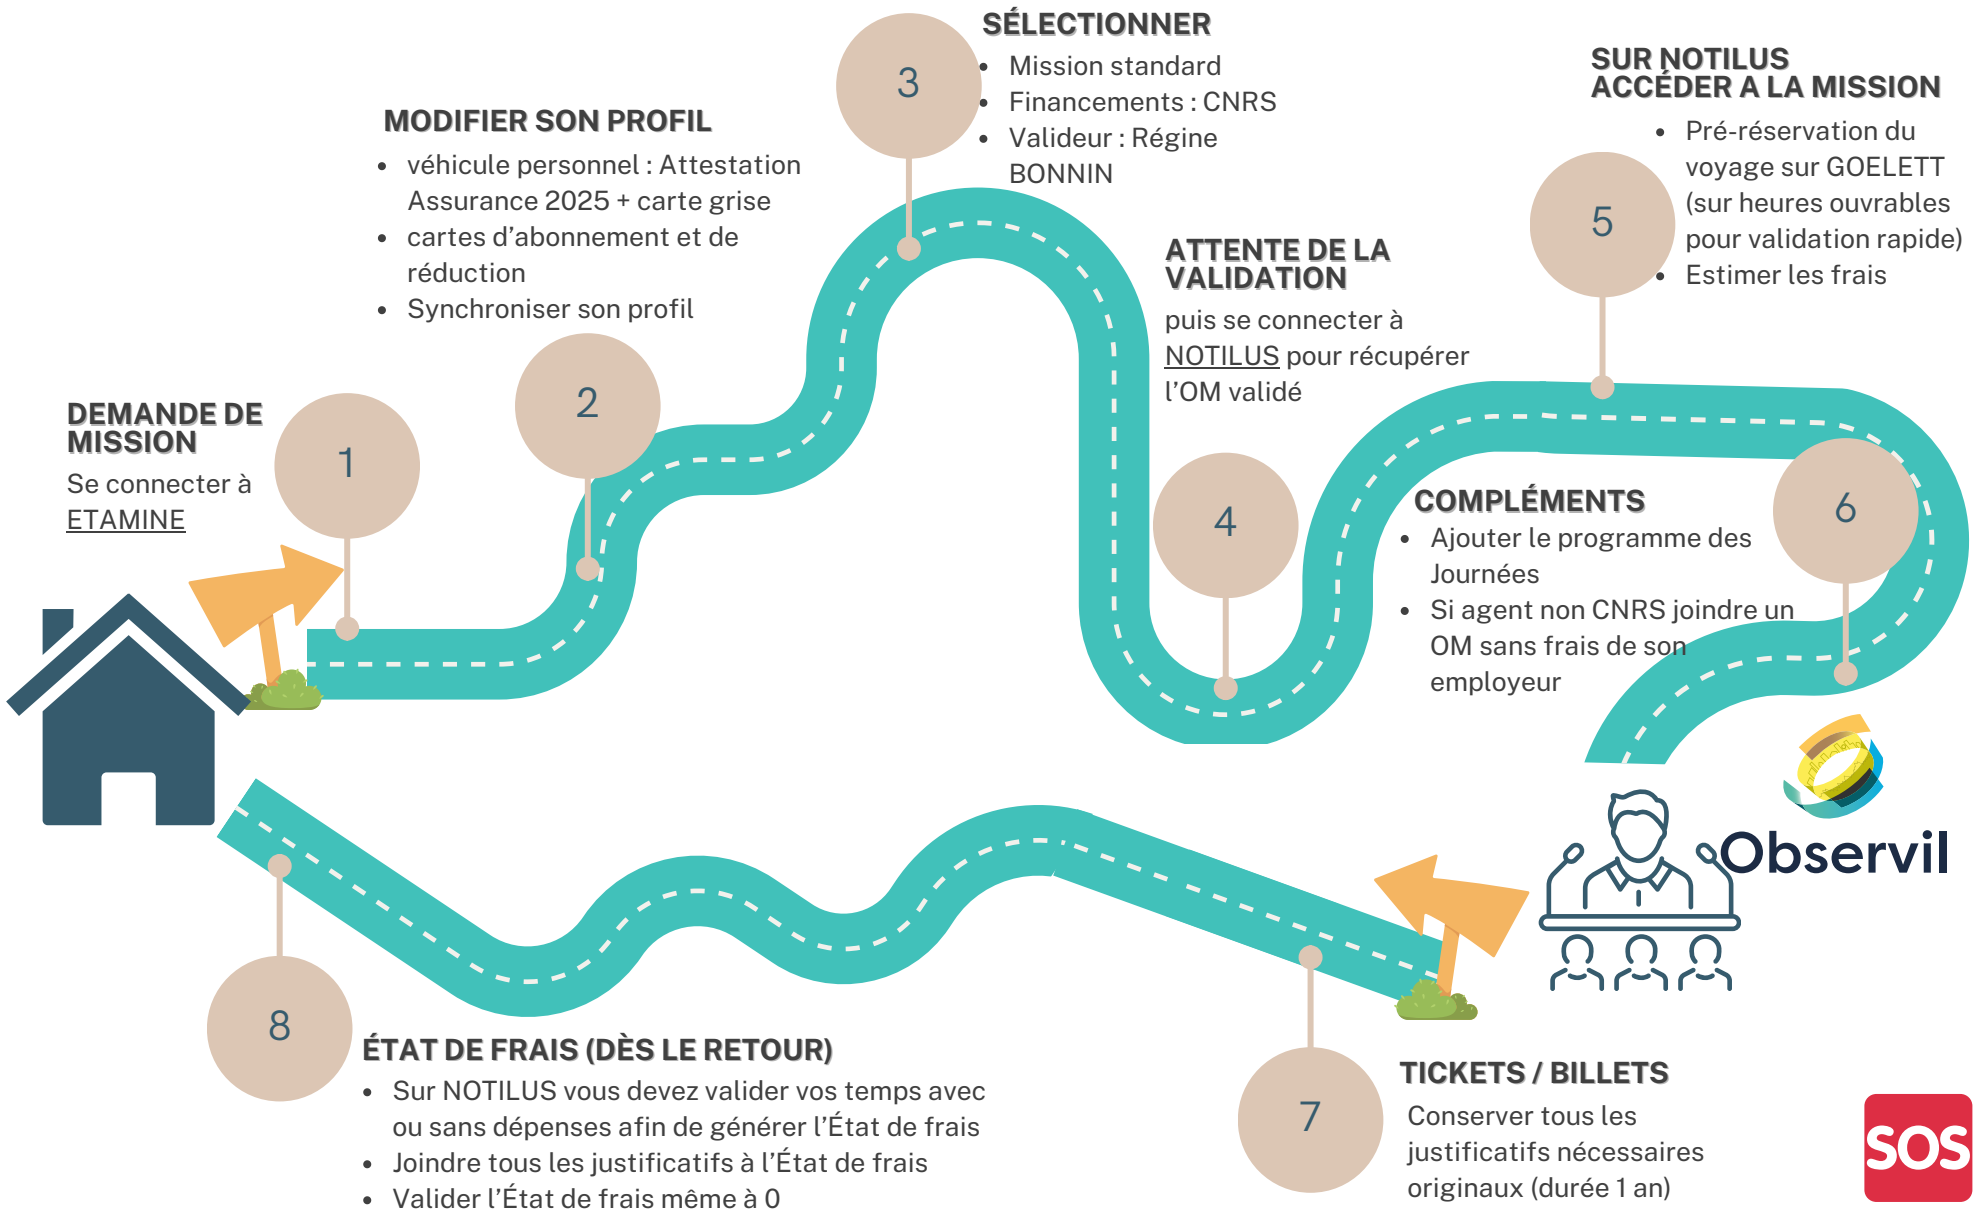 DEMANDE DE
MISSION
Se connecter à
ETAMINE
1
MODIFIER SON PROFIL
• véhicule personnel : Attestation
Assurance 2025 + carte grise
• cartes d'abonnement et de
réduction
• Synchroniser son profil
2
3
SÉLECTIONNER
• Mission standard
• Financements : CNRS
• Valideur : Régine
BONNIN
ATTENTE DE LA
VALIDATION
puis se connecter à
NOTILUS pour récupérer
l'OM validé
4
SUR NOTILUS
ACCÉDER A LA MISSION
• Pré-réservation du
voyage sur GOELETT
(sur heures ouvrables
pour validation rapide)
• Estimer les frais
5
COMPLÉMENTS
• Ajouter le programme des
Journées
• Si agent non CNRS joindre un
OM sans frais de son
employeur
6
Observil
7
TICKETS / BILLETS
Conserver tous les
justificatifs nécessaires
originaux (durée 1 an)
8
ÉTAT DE FRAIS (DÈS LE RETOUR)
• Sur NOTILUS vous devez valider vos temps avec
ou sans dépenses afin de générer l'État de frais
• Joindre tous les justificatifs à l'État de frais
• Valider l'État de frais même à 0
SOS